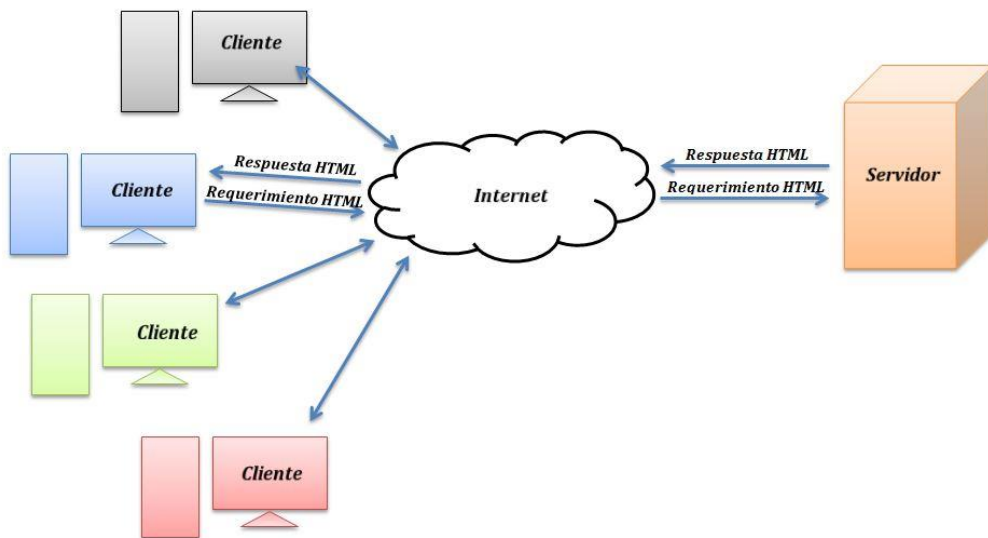 Cliente
Respuesta HTML
Requerimiento HTML
Cliente
Internet
Respuesta HTML
Requerimiento HTML
Servidor
Cliente
Cliente